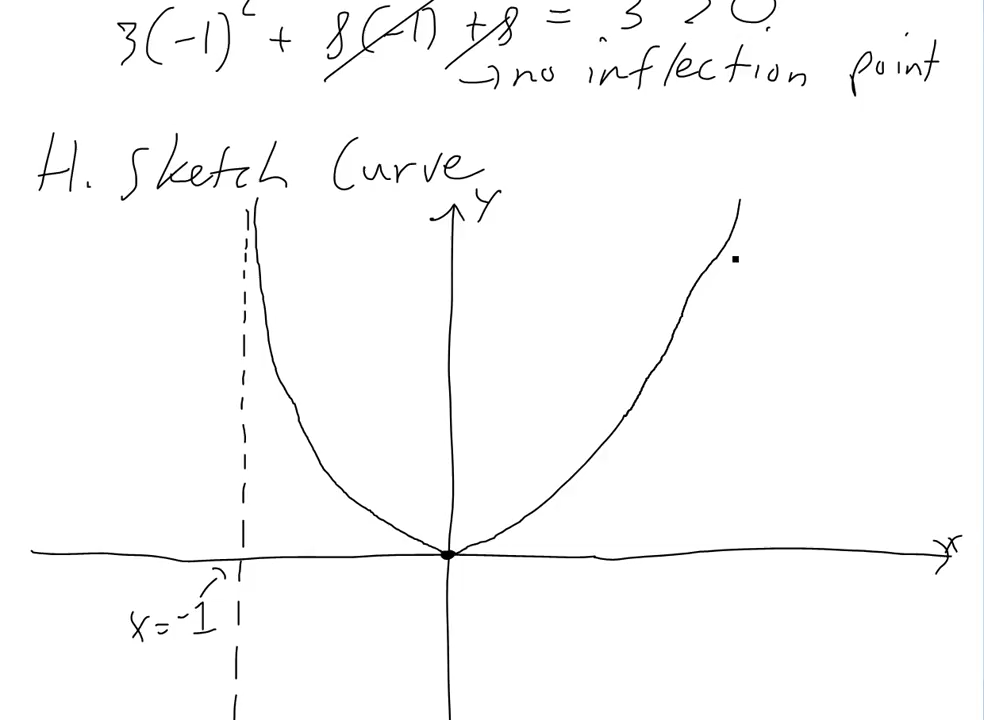 3(-1)² + 8(-1) + 8 = 3 > 0
→ no inflection point
H. Sketch Curve
Y
X
x = -1